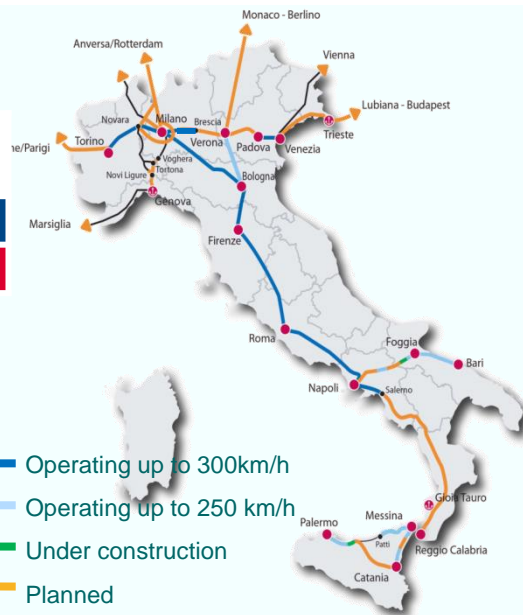 Monaco - Berlino
Anversa/Rotterdam
Vienna
Lubiana - Budapest
Novara
Milano
Brescia
Verona
Padova
Venezia
Trieste
ne/Parigi
Torino
Voghera
Tortona
Novi Ligure
Genova
Bologna
Marsiglia
Firenze
Roma
Foggia
Bari
Napoli
Salerno
Gioia Tauro
Messina
Palermo
Patti
Reggio Calabria
Catania
Operating up to 300km/h
Operating up to 250 km/h
Under construction
Planned